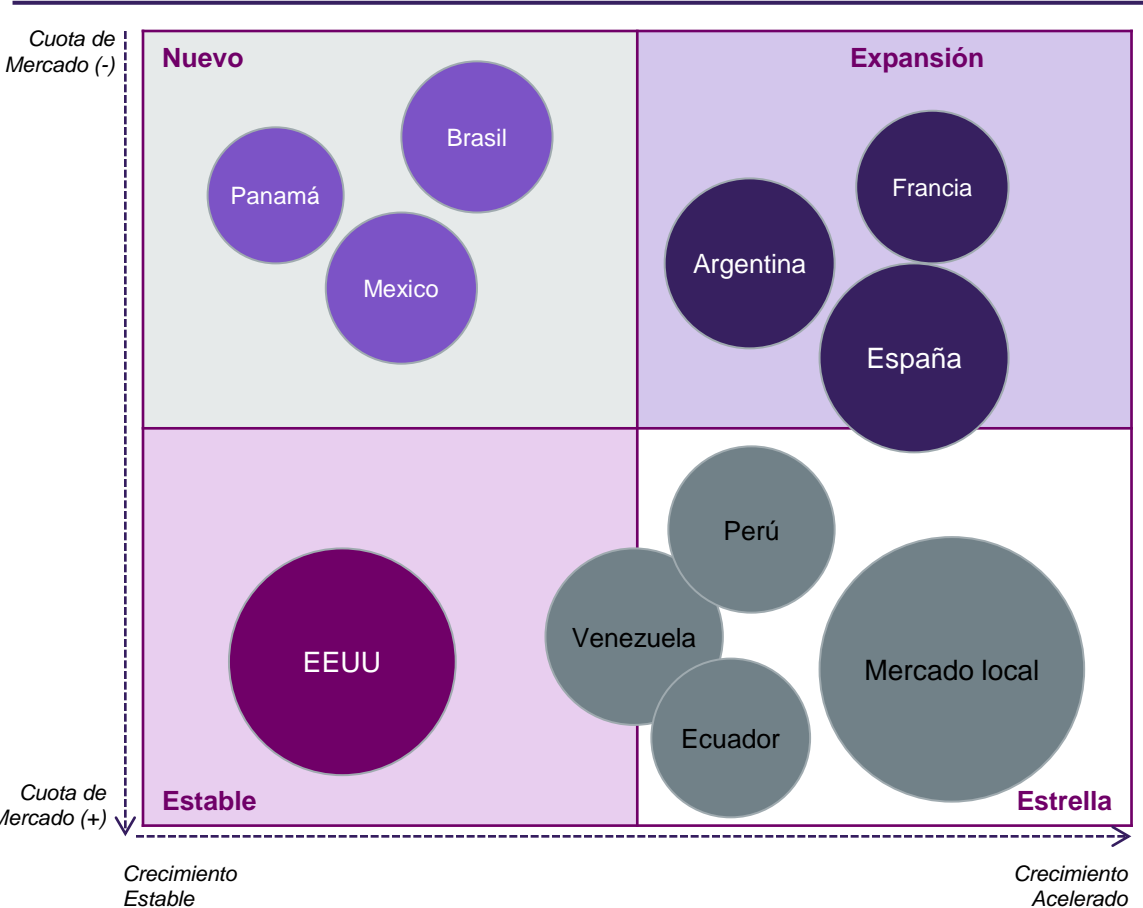 Cuota de
Mercado (-)
Nuevo
Expansión
Brasil
Panamá
Francia
Argentina
Mexico
España
Perú
Venezuela
EEUU
Mercado local
Ecuador
Cuota de
Mercado (+)
Estable
Estrella
Crecimiento
Estable
Crecimiento
Acelerado